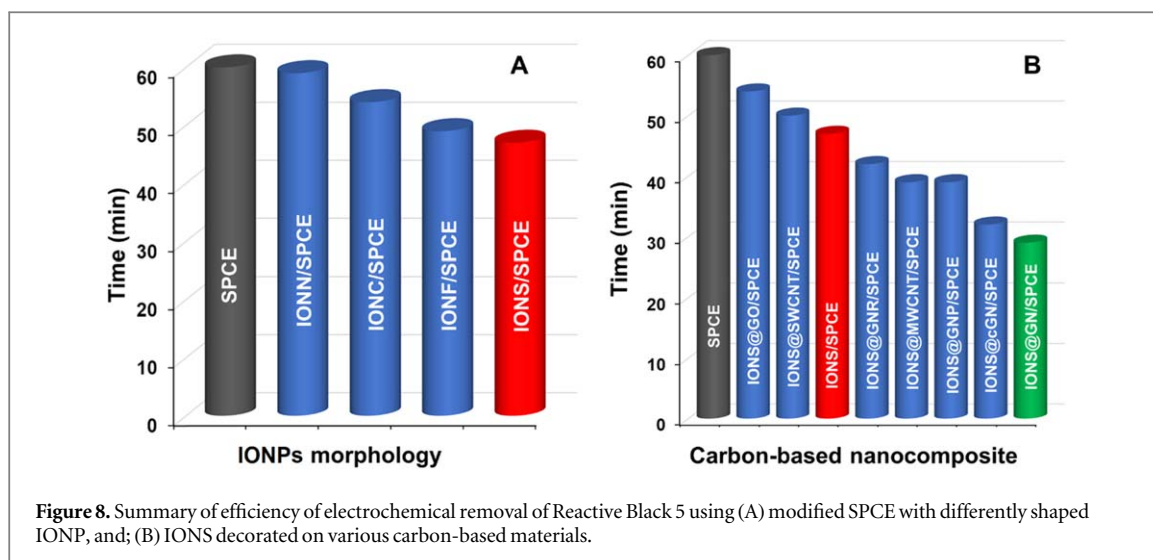 A
60
50
40
30
20
10
0
Time (min)
SPCE
IONN/SPCE
IONC/SPCE
IONF/SPCE
IONS/SPCE
IONPs morphology
B
60
50
40
30
20
10
0
Time (min)
SPCE
IONS@GO/SPCE
IONS@SWCNT/SPCE
IONS/SPCE
IONS@GNR/SPCE
IONS@MWCNT/SPCE
IONS@GNP/SPCE
IONS@cGN/SPCE
IONS@GN/SPCE
Carbon-based nanocomposite
Figure 8. Summary of efficiency of electrochemical removal of Reactive Black 5 using (A) modified SPCE with differently shaped
IONP, and; (B) IONS decorated on various carbon-based materials.